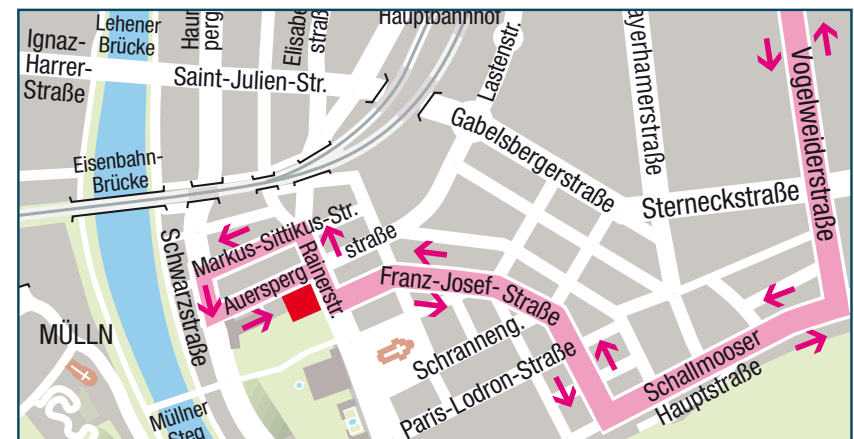 Hauptbahnhof
Lehener
Brücke
Ignaz-
Harrer-
Straße
Saint-Julien-Str.
Lastenstr.
Gabelsbergerstraße
Vogelweiderstraße
Sterneckstraße
Eisenbahn-
Brücke
Markus-Sittikus-Str.
straße
Rainerstr.
Auersperg
Schwarzstraße
Franz-Josef-Straße
MÜLLN
Schranneng.
Paris-Lodron-Straße
Schallmooser
Hauptstraße
Müllner
Steg